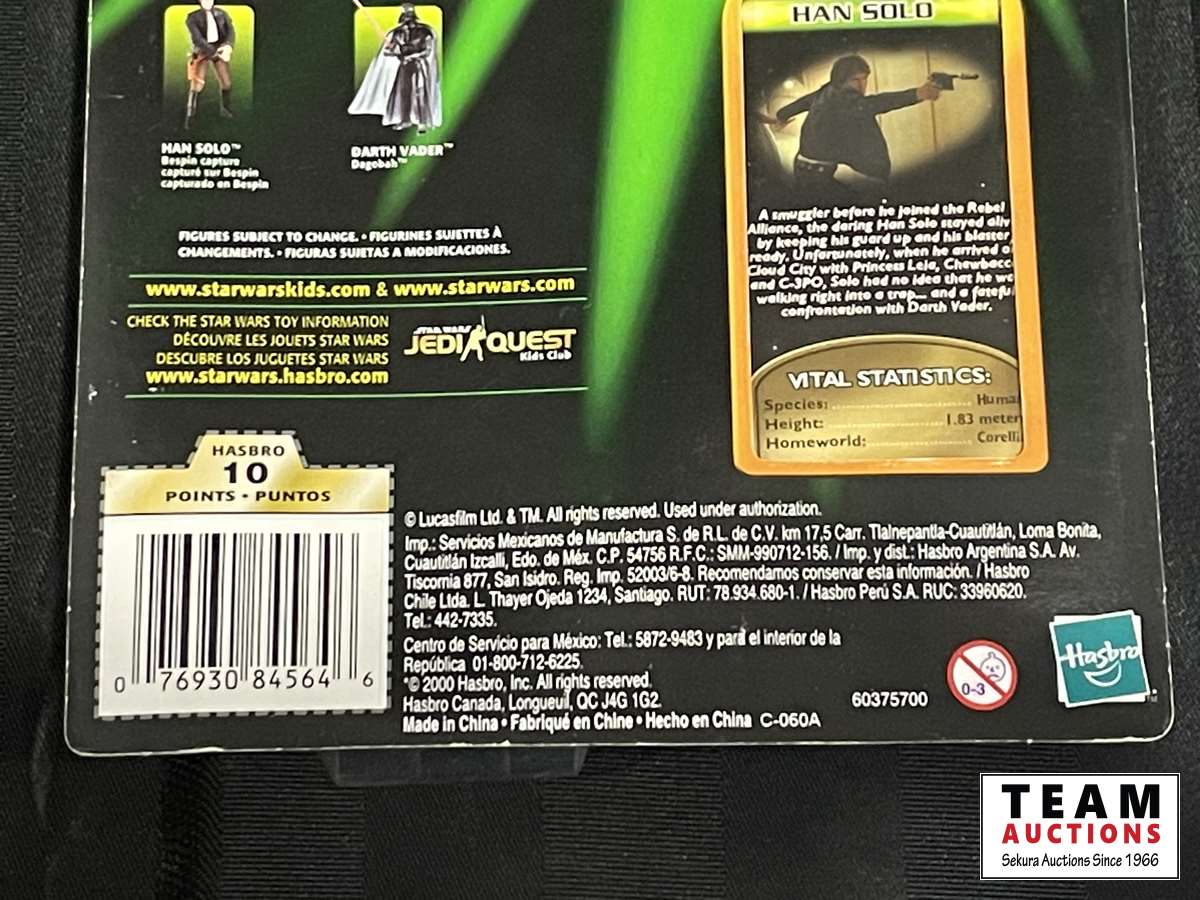 HAN SOLO™
Bespin capture
capturé sur Bespin
capturado en Bespin
DARTH VADER™
Dagobah™
FIGURES SUBJECT TO CHANGE. • FIGURINES SUJETTES À
CHANGEMENTS. • FIGURAS SUJETAS A MODIFICACIONES.
www.starwarskids.com & www.starwars.com
CHECK THE STAR WARS TOY INFORMATION
DÉCOUVRE LES JOUETS STAR WARS
DESCUBRE LOS JUGUETES STAR WARS
www.starwars.hasbro.com
STAR WARS
JEDI QUEST
Kids Club
HAN SOLO
A smuggler before he joined the Rebel
Alliance, the daring Han Solo stayed aliv
by keeping his guard up and his blaster
ready. Unfortunately, when he arrived o
Cloud City with Princess Leia, Chewbacc
and C-3PO, Solo had no idea that he wa
walking right into a trap... and a fateful
confrontation with Darth Vader.
VITAL STATISTICS:
Species: Human
Height: 1.83 meter
Homeworld: Corelli
HASBRO
10
POINTS • PUNTOS
0 76930 84564 6
© Lucasfilm Ltd. & TM. All rights reserved. Used under authorization.
Imp.: Servicios Mexicanos de Manufactura S. de R.L. de C.V. km 17,5 Carr. Tlalnepantla-Cuautitlán, Loma Bonita,
Cuautitlán Izcalli, Edo. de Méx. C.P. 54756 R.F.C.: SMM-990712-156. / Imp. y dist.: Hasbro Argentina S.A. Av.
Tiscornia 877, San Isidro. Reg. Imp. 52003/6-8. Recomendamos conservar esta información. / Hasbro
Chile Ltda. L. Thayer Ojeda 1234, Santiago. RUT: 78.934.680-1. / Hasbro Perú S.A. RUC: 33960620.
Tel.: 442-7335.
Centro de Servicio para México: Tel.: 5872-9483 y para el interior de la
República 01-800-712-6225.
*© 2000 Hasbro, Inc. All rights reserved.
Hasbro Canada, Longueuil, QC J4G 1G2.
Made in China • Fabriqué en Chine • Hecho en China C-060A
60375700
0-3
Hasbro
TM
TEAM
AUCTIONS
Sekura Auctions Since 1966